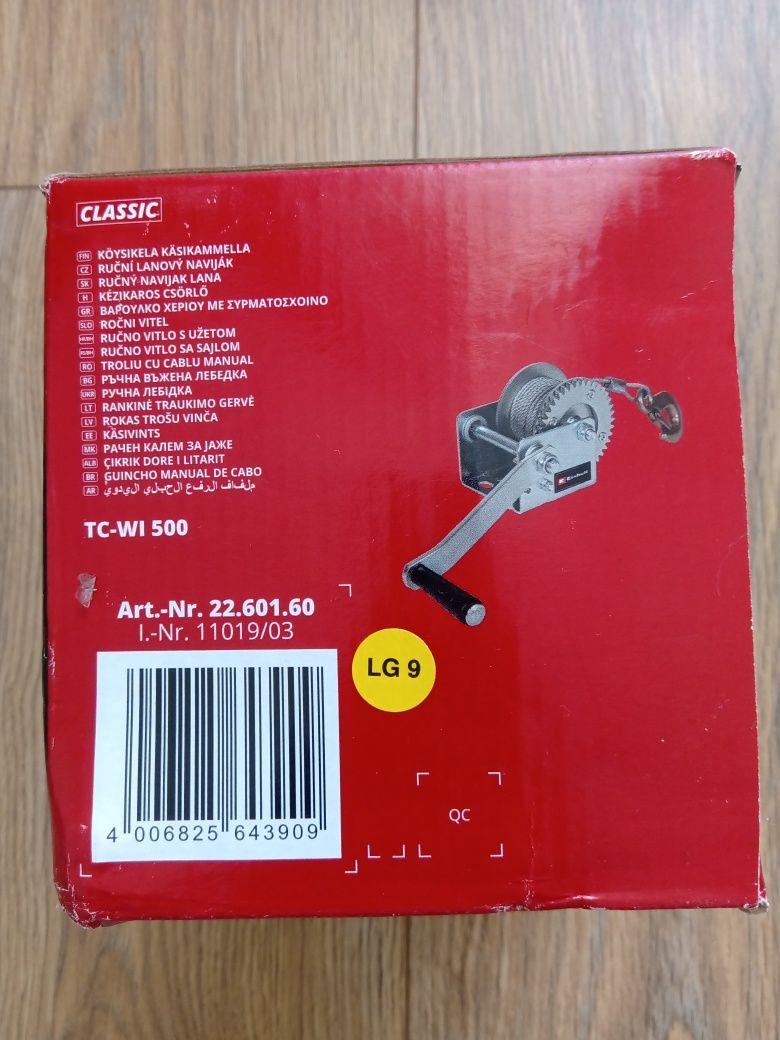 CLASSIC
FIN KÖYSIKELA KÄSIKAMMELLA
CZ RUČNÍ LANOVÝ NAVIJÁK
SK RUČNÝ NAVIJAK LANA
H KÉZIKAROS CSÖRLŐ
GR ΒΑΡΟΥΛΚΟ ΧΕΡΙΟΥ ΜΕ ΣΥΡΜΑΤΟΣΧΟΙΝΟ
SLO ROČNI VITEL
RUČNO VITLO S UŽETOM
RUČNO VITLO SA SAJLOM
RO TROLIU CU CABLU MANUAL
BG РЪЧНА ВЪЖЕНА ЛЕБЕДКА
UKR РУЧНА ЛЕБІДКА
LT RANKINĖ TRAUKIMO GERVĖ
LV ROKAS TROŠU VINČA
EE KÄSIVINTS
MK РАЧЕН КАЛЕМ ЗА ЈАЖЕ
ALB ÇIKRIK DORE I LITARIT
BR GUINCHO MANUAL DE CABO
AR ملفاف الرفع الحبلي اليدوي
TC-WI 500
Einhell
Art.-Nr. 22.601.60
I.-Nr. 11019/03
LG 9
4 006825 643909
QC